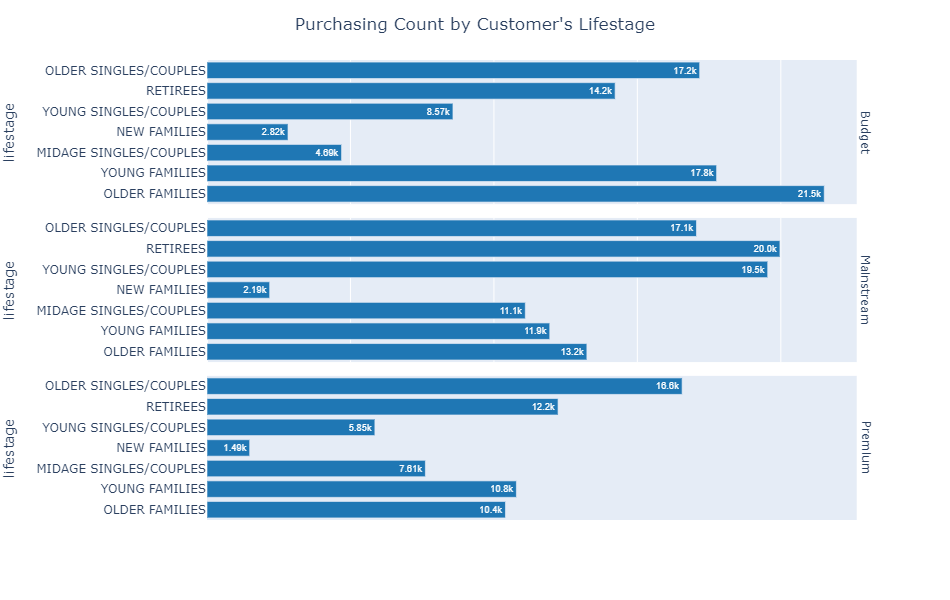 Purchasing Count by Customer's Lifestage
OLDER SINGLES/COUPLES 17.2k
RETIREES 14.2k
YOUNG SINGLES/COUPLES 8.57k
NEW FAMILIES 2.82k
MIDAGE SINGLES/COUPLES 4.69k
YOUNG FAMILIES 17.8k
OLDER FAMILIES 21.5k
lifestage
Budget
OLDER SINGLES/COUPLES 17.1k
RETIREES 20.0k
YOUNG SINGLES/COUPLES 19.5k
NEW FAMILIES 2.19k
MIDAGE SINGLES/COUPLES 11.1k
YOUNG FAMILIES 11.9k
OLDER FAMILIES 13.2k
lifestage
Mainstream
OLDER SINGLES/COUPLES 16.6k
RETIREES 12.2k
YOUNG SINGLES/COUPLES 5.85k
NEW FAMILIES 1.49k
MIDAGE SINGLES/COUPLES 7.61k
YOUNG FAMILIES 10.8k
OLDER FAMILIES 10.4k
lifestage
Premium